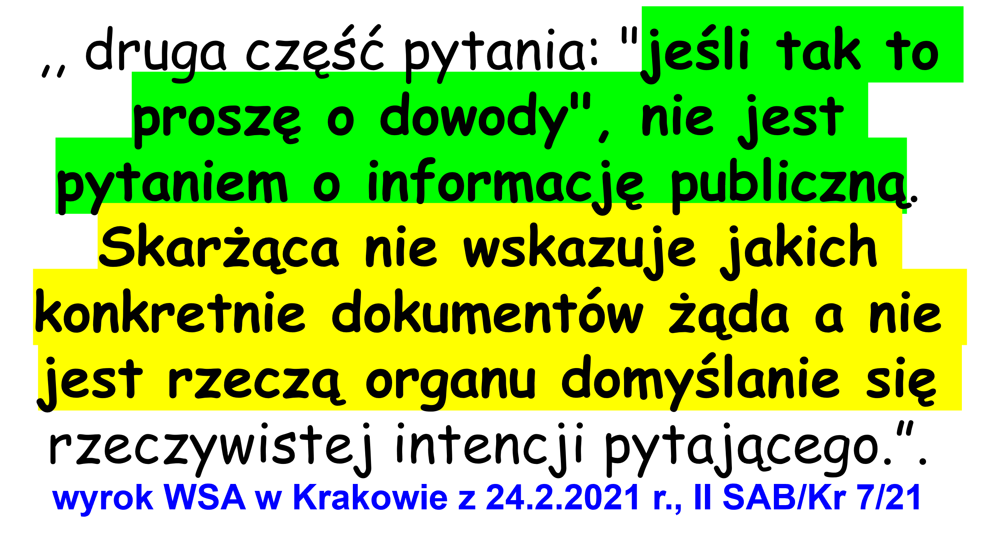 ,, druga część pytania: "jeśli tak to
proszę o dowody", nie jest
pytaniem o informację publiczną.
Skarżąca nie wskazuje jakich
konkretnie dokumentów żąda a nie
jest rzeczą organu domyślanie się
rzeczywistej intencji pytającego.”.
wyrok WSA w Krakowie z 24.2.2021 r., II SAB/Kr 7/21